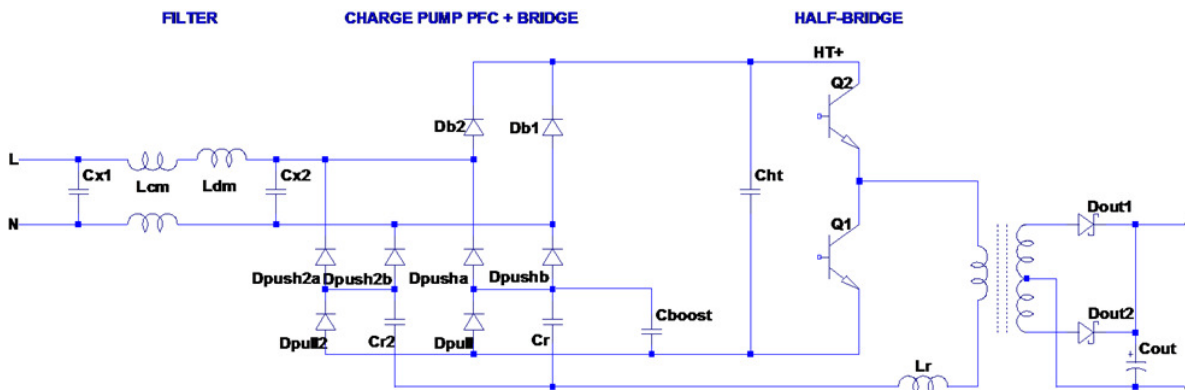 FILTER
CHARGE PUMP PFC + BRIDGE
HALF-BRIDGE
HT+
Q2
Db2
Db1
L
Cx1
Lcm
Ldm
Cx2
Cht
N
Q1
Dout1
Dpush2a
Dpush2b
Dpusha
Dpushb
Cboost
Dpull2
Cr2
Dpull
Cr
Dout2
Lr
+
Cout